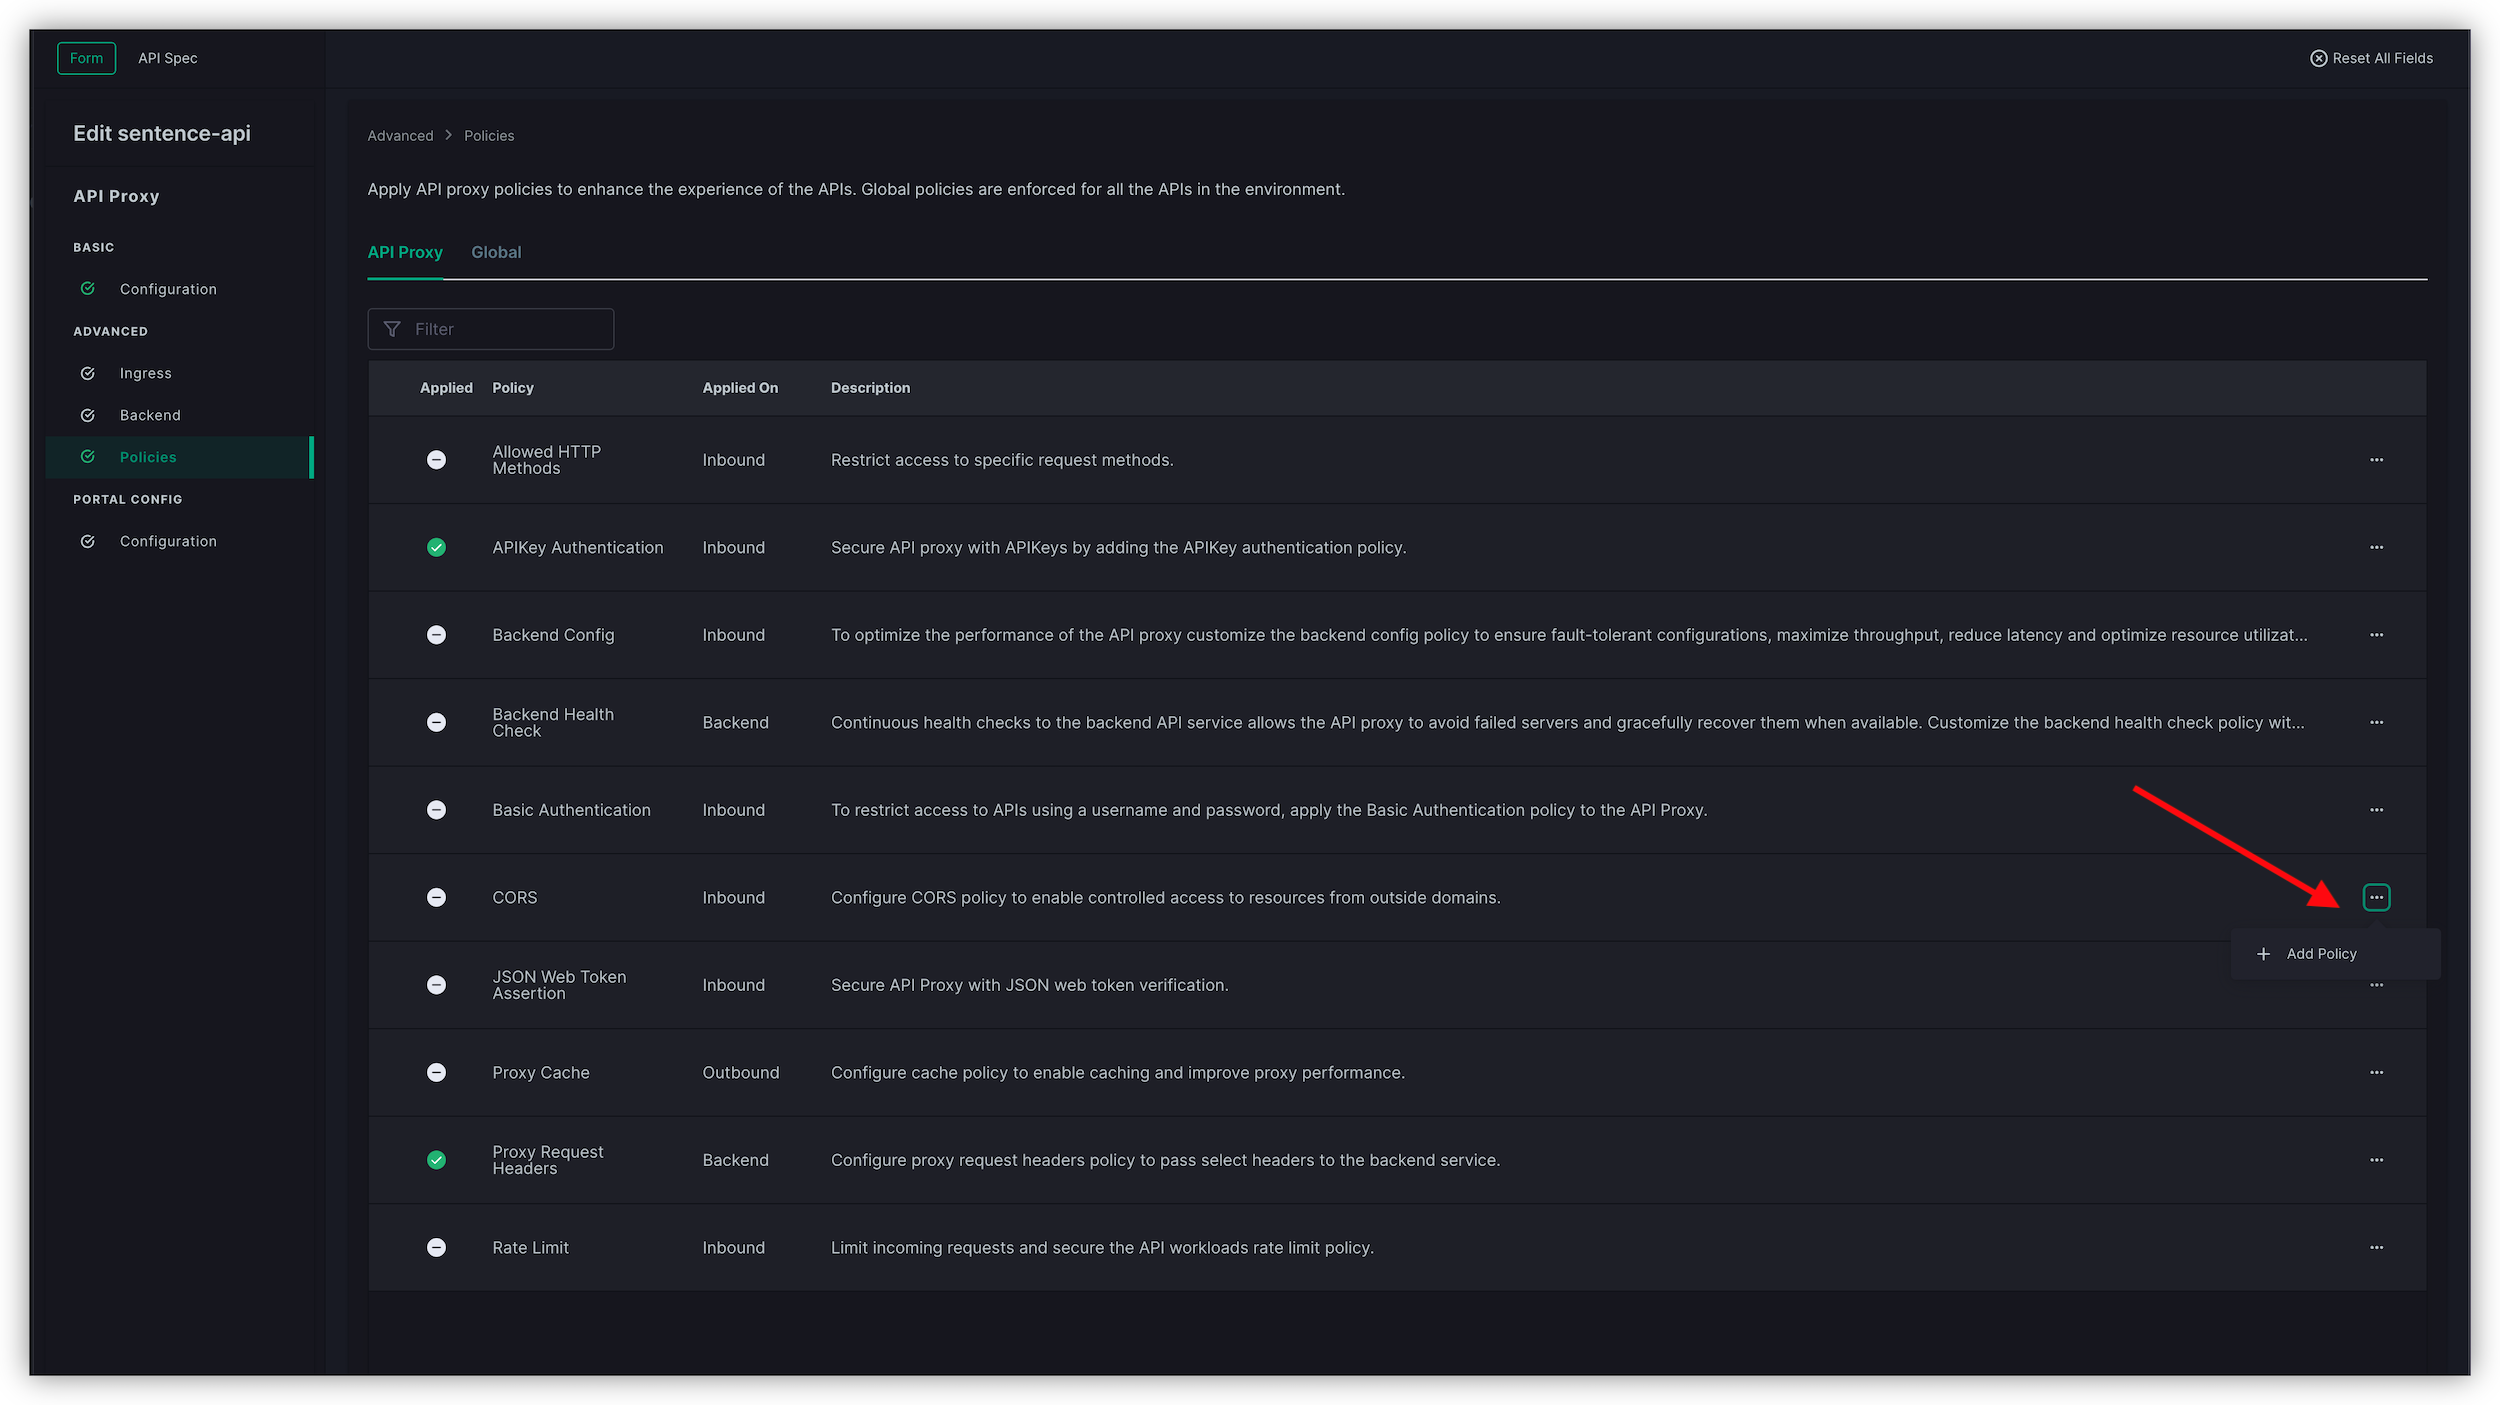 Form API Spec
Reset All Fields
Edit sentence-api
API Proxy
BASIC
Configuration
ADVANCED
Ingress
Backend
Policies
PORTAL CONFIG
Configuration
Advanced > Policies
Apply API proxy policies to enhance the experience of the APIs. Global policies are enforced for all the APIs in the environment.
API Proxy Global
Filter
Applied Policy Applied On Description
Allowed HTTP
Methods
Inbound
Restrict access to specific request methods.
APIKey Authentication Inbound Secure API proxy with APIKeys by adding the APIKey authentication policy.
Backend Config Inbound To optimize the performance of the API proxy customize the backend config policy to ensure fault-tolerant configurations, maximize throughput, reduce latency and optimize resource utilizat...
Backend Health
Check
Backend
Continuous health checks to the backend API service allows the API proxy to avoid failed servers and gracefully recover them when available. Customize the backend health check policy wit...
Basic Authentication Inbound To restrict access to APIs using a username and password, apply the Basic Authentication policy to the API Proxy.
CORS Inbound Configure CORS policy to enable controlled access to resources from outside domains.
+ Add Policy
JSON Web Token
Assertion
Inbound
Secure API Proxy with JSON web token verification.
Proxy Cache Outbound Configure cache policy to enable caching and improve proxy performance.
Proxy Request
Headers
Backend
Configure proxy request headers policy to pass select headers to the backend service.
Rate Limit Inbound Limit incoming requests and secure the API workloads rate limit policy.